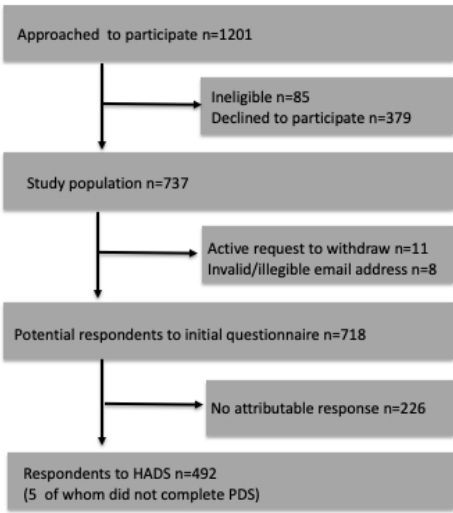 Approached to participate n=1201
Ineligible n=85
Declined to participate n=379
Study population n=737
Active request to withdraw n=11
Invalid/illegible email address n=8
Potential respondents to initial questionnaire n=718
No attributable response n=226
Respondents to HADS n=492
(5 of whom did not complete PDS)